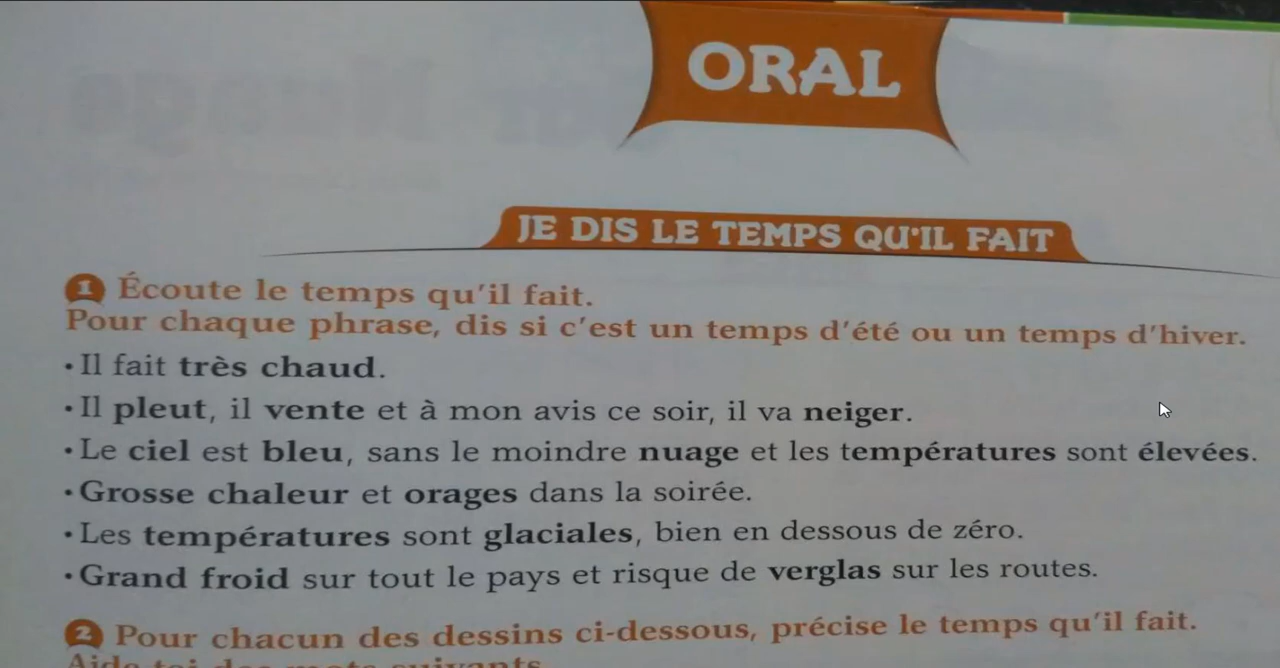 ORAL
JE DIS LE TEMPS QU'IL FAIT
1 Écoute le temps qu'il fait.
Pour chaque phrase, dis si c'est un temps d'été ou un temps d'hiver.
• Il fait très chaud.
• Il pleut, il vente et à mon avis ce soir, il va neiger.
• Le ciel est bleu, sans le moindre nuage et les températures sont élevées.
• Grosse chaleur et orages dans la soirée.
• Les températures sont glaciales, bien en dessous de zéro.
• Grand froid sur tout le pays et risque de verglas sur les routes.
2 Pour chacun des dessins ci-dessous, précise le temps qu'il fait.
Aide-toi des mots suivants